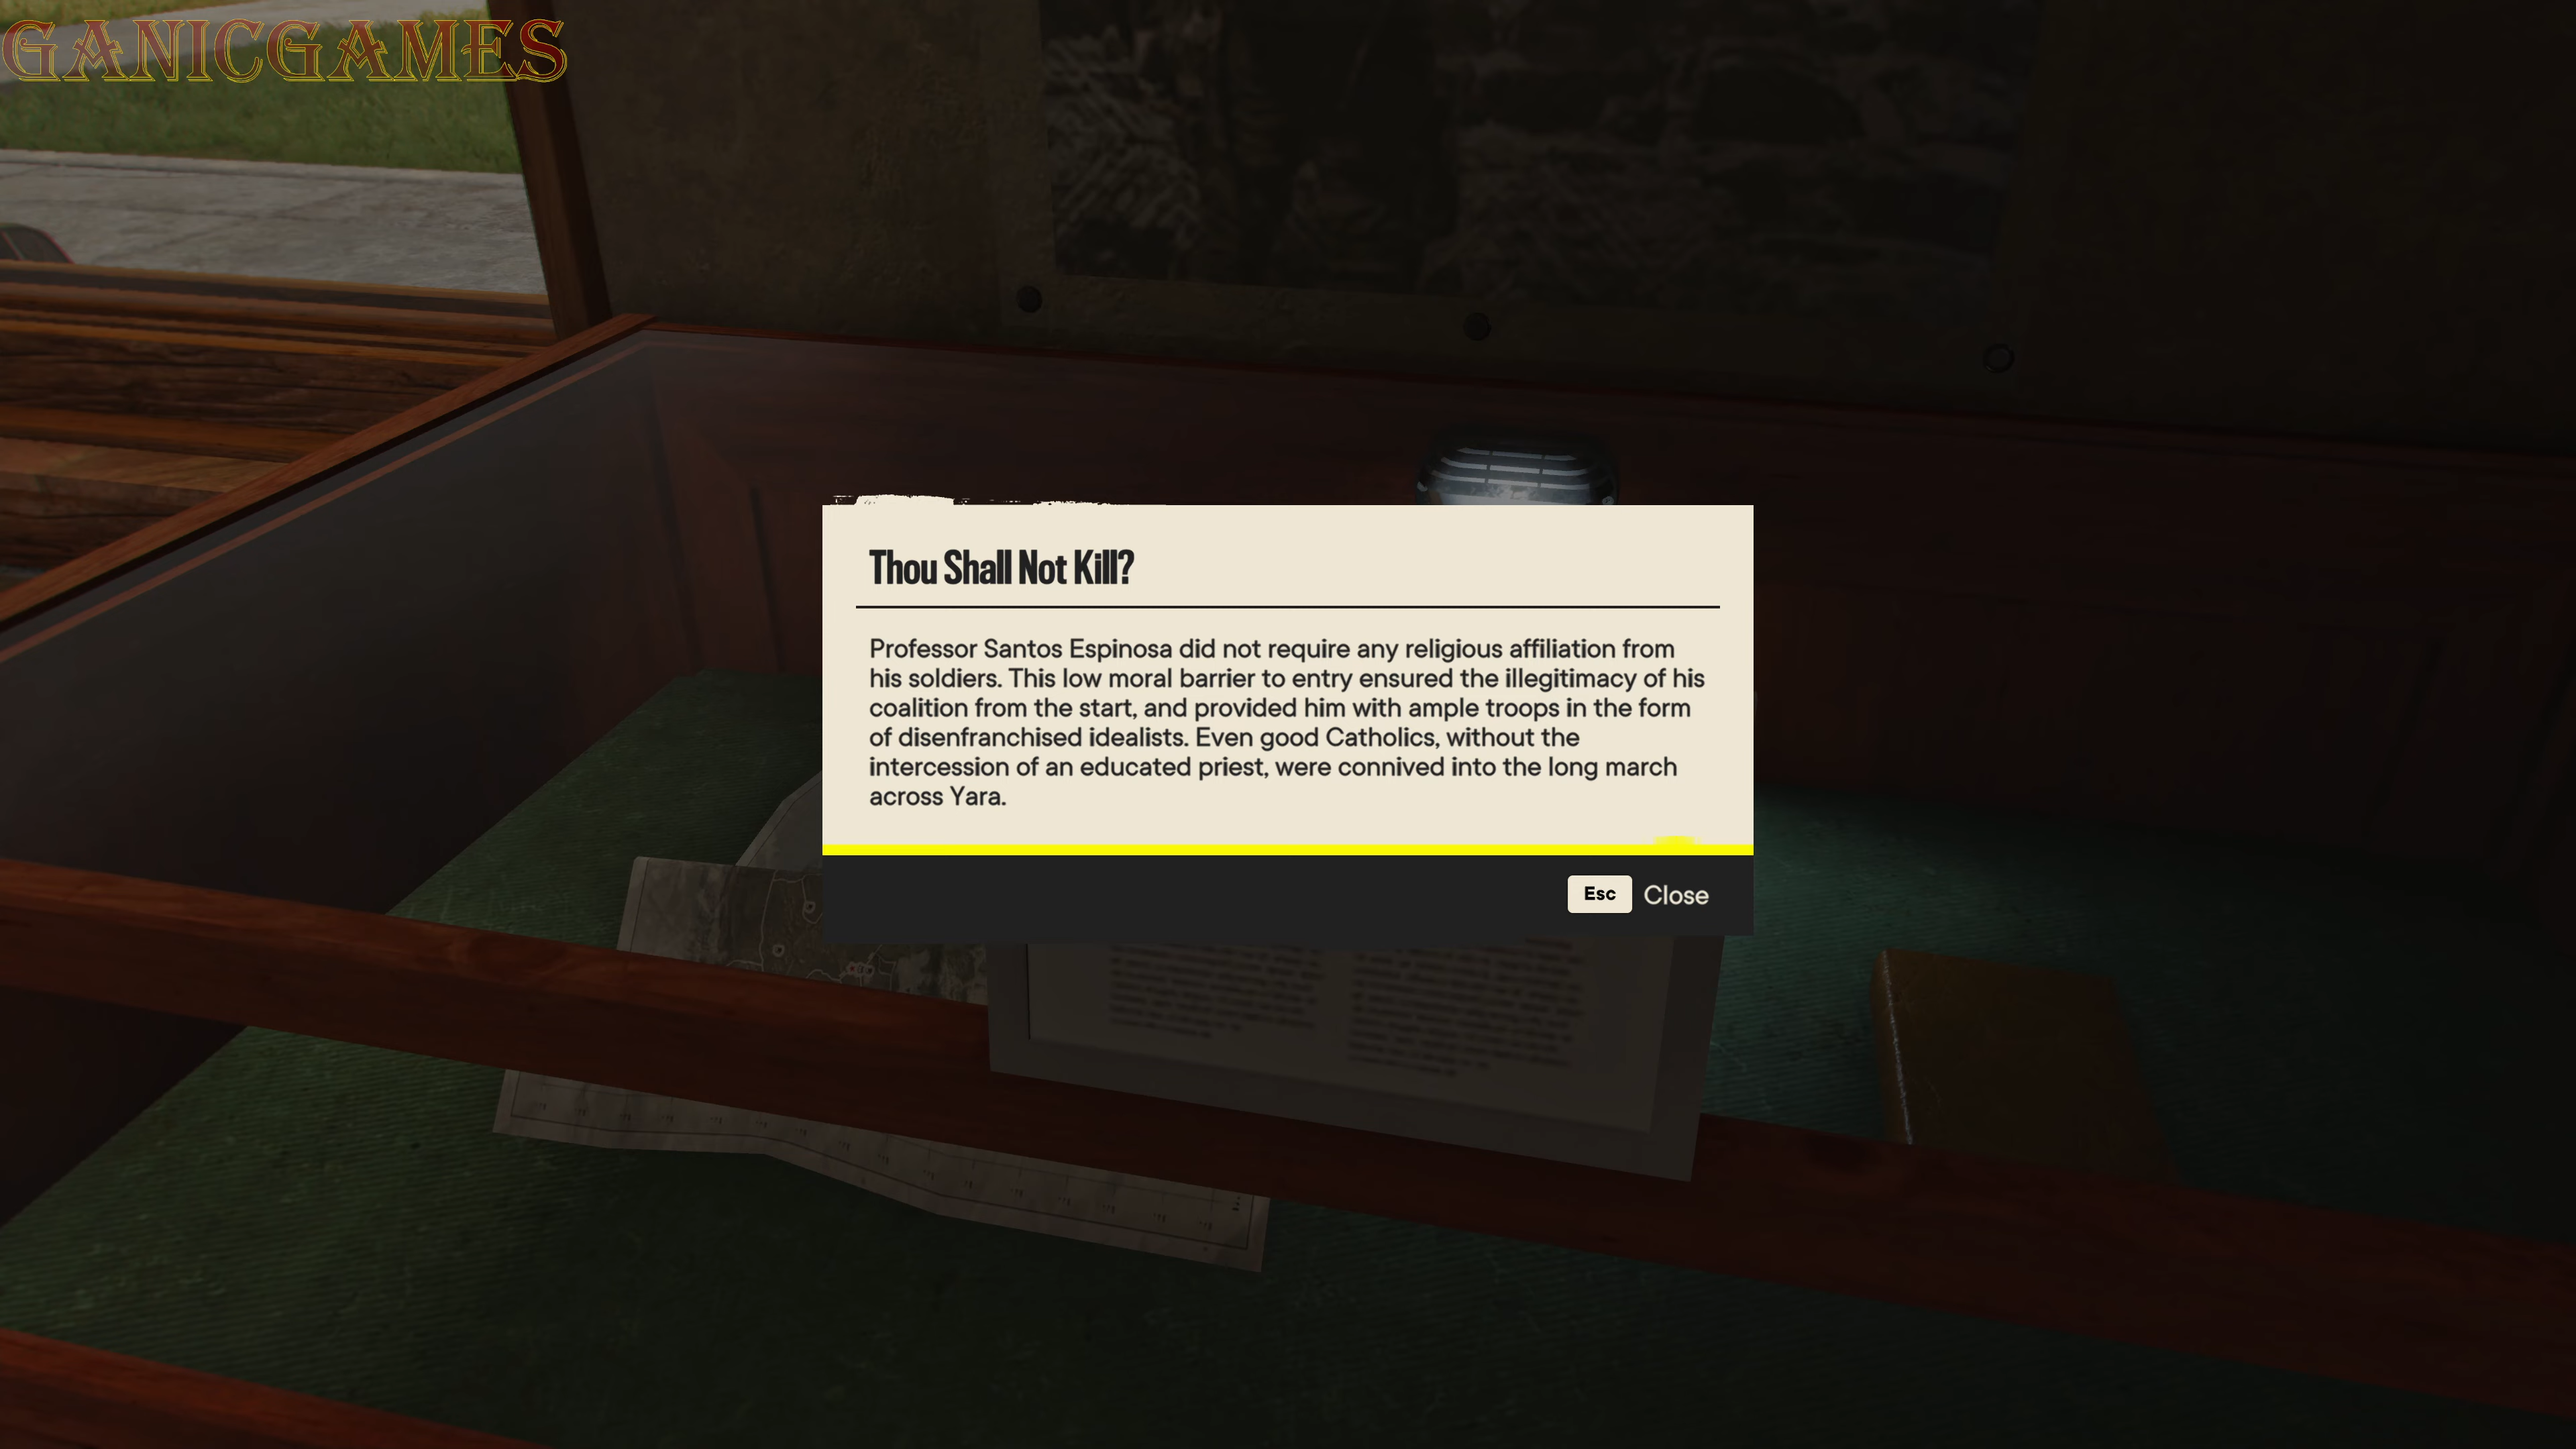 GANICGAMES
Thou Shall Not Kill?
Professor Santos Espinosa did not require any religious affiliation from
his soldiers. This low moral barrier to entry ensured the illegitimacy of his
coalition from the start, and provided him with ample troops in the form
of disenfranchised idealists. Even good Catholics, without the
intercession of an educated priest, were connived into the long march
across Yara.
Esc Close